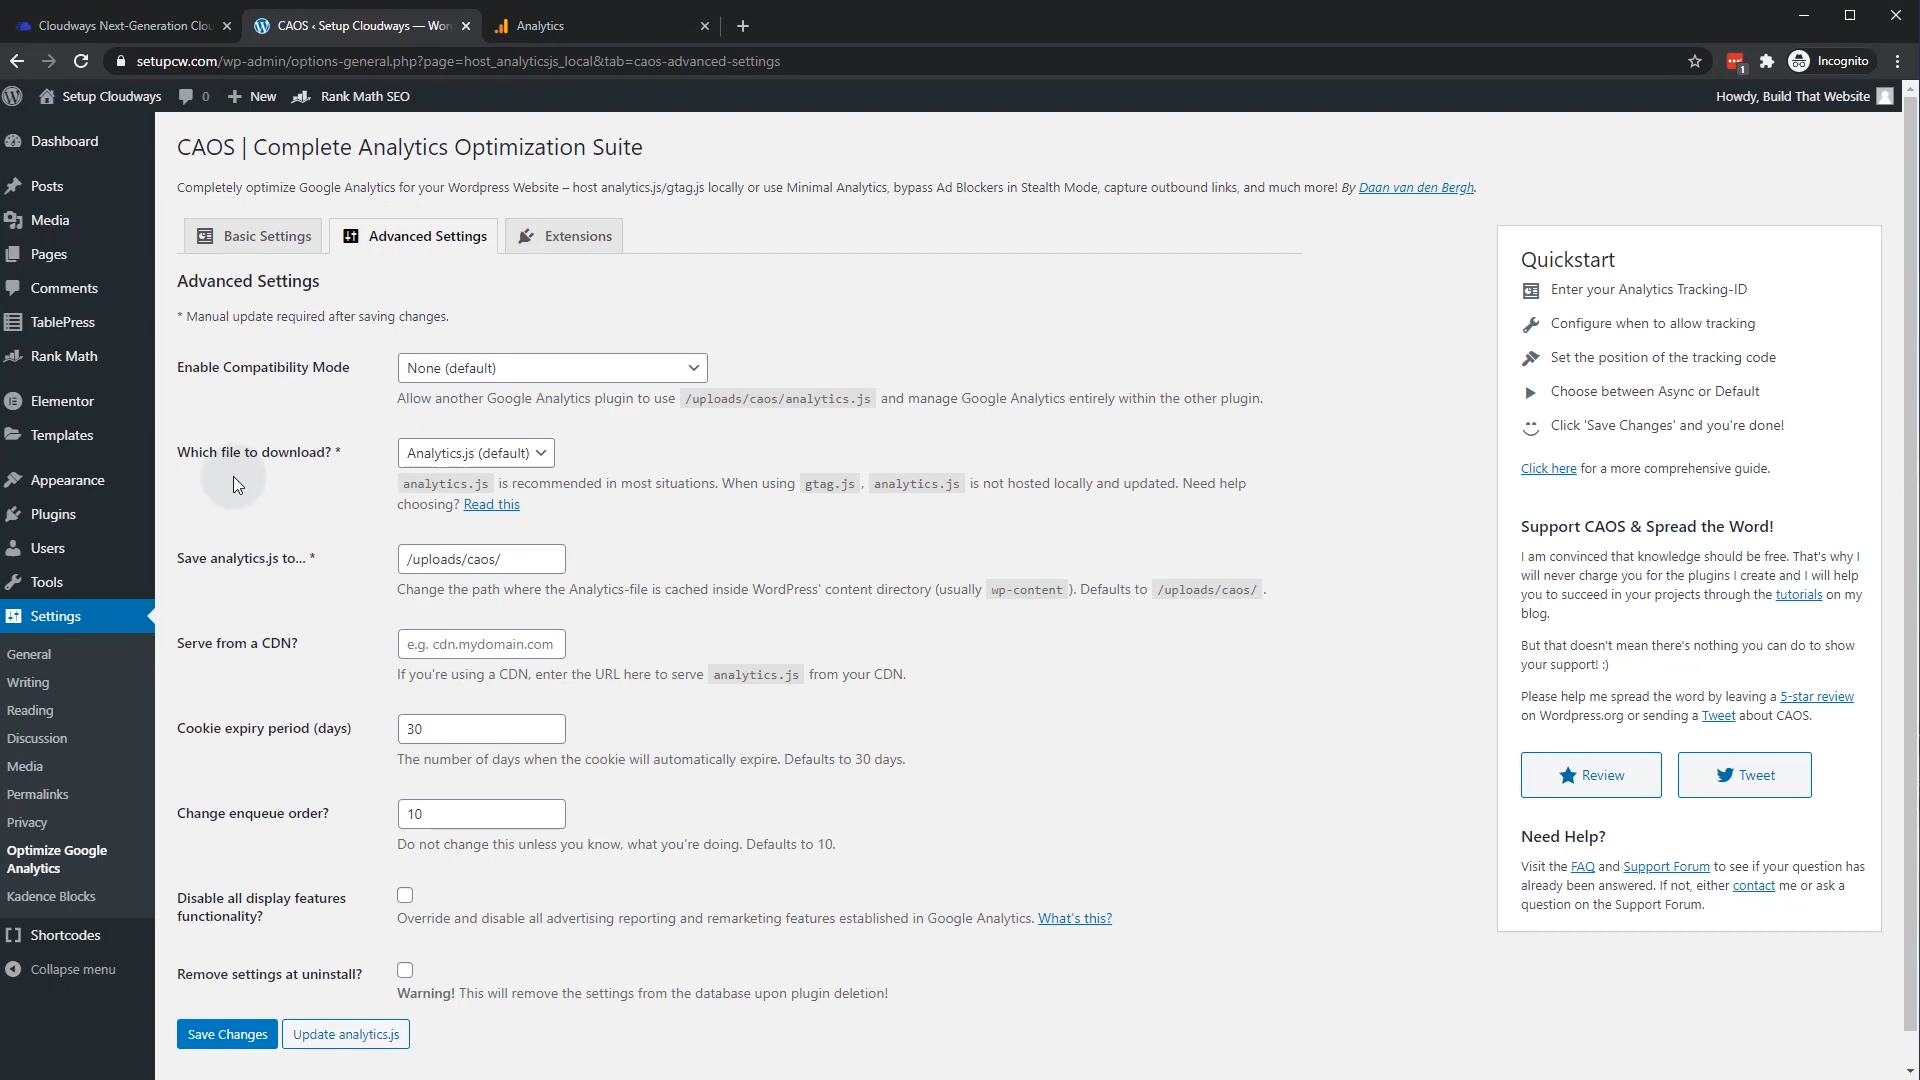 Cloudways Next-Generation Clou
CAOS ‹ Setup Cloudways — Wor
Analytics
setupcw.com/wp-admin/options-general.php?page=host_analyticsjs_local&tab=caos-advanced-settings
1
Incognito
Setup Cloudways
0
New
Rank Math SEO
Howdy, Build That Website
Dashboard
Posts
Media
Pages
Comments
TablePress
Rank Math
Elementor
Templates
Appearance
Plugins
Users
Tools
Settings
General
Writing
Reading
Discussion
Media
Permalinks
Privacy
Optimize Google
Analytics
Kadence Blocks
Shortcodes
Collapse menu
CAOS | Complete Analytics Optimization Suite
Completely optimize Google Analytics for your Wordpress Website – host analytics.js/gtag.js locally or use Minimal Analytics, bypass Ad Blockers in Stealth Mode, capture outbound links, and much more! By Daan van den Bergh.
Basic Settings
Advanced Settings
Extensions
Advanced Settings
* Manual update required after saving changes.
Enable Compatibility Mode
None (default)
Allow another Google Analytics plugin to use /uploads/caos/analytics.js and manage Google Analytics entirely within the other plugin.
Which file to download? *
Analytics.js (default)
analytics.js is recommended in most situations. When using gtag.js, analytics.js is not hosted locally and updated. Need help
choosing? Read this
Save analytics.js to... *
/uploads/caos/
Change the path where the Analytics-file is cached inside WordPress' content directory (usually wp-content ). Defaults to /uploads/caos/ .
Serve from a CDN?
e.g. cdn.mydomain.com
If you're using a CDN, enter the URL here to serve analytics.js from your CDN.
Cookie expiry period (days)
30
The number of days when the cookie will automatically expire. Defaults to 30 days.
Change enqueue order?
10
Do not change this unless you know, what you're doing. Defaults to 10.
Disable all display features
functionality?
Override and disable all advertising reporting and remarketing features established in Google Analytics. What's this?
Remove settings at uninstall?
Warning! This will remove the settings from the database upon plugin deletion!
Save Changes
Update analytics.js
Quickstart
Enter your Analytics Tracking-ID
Configure when to allow tracking
Set the position of the tracking code
Choose between Async or Default
Click 'Save Changes' and you're done!
Click here for a more comprehensive guide.
Support CAOS & Spread the Word!
I am convinced that knowledge should be free. That's why I
will never charge you for the plugins I create and I will help
you to succeed in your projects through the tutorials on my
blog.
But that doesn't mean there's nothing you can do to show
your support! :)
Please help me spread the word by leaving a 5-star review
on Wordpress.org or sending a Tweet about CAOS.
Review
Tweet
Need Help?
Visit the FAQ and Support Forum to see if your question has
already been answered. If not, either contact me or ask a
question on the Support Forum.